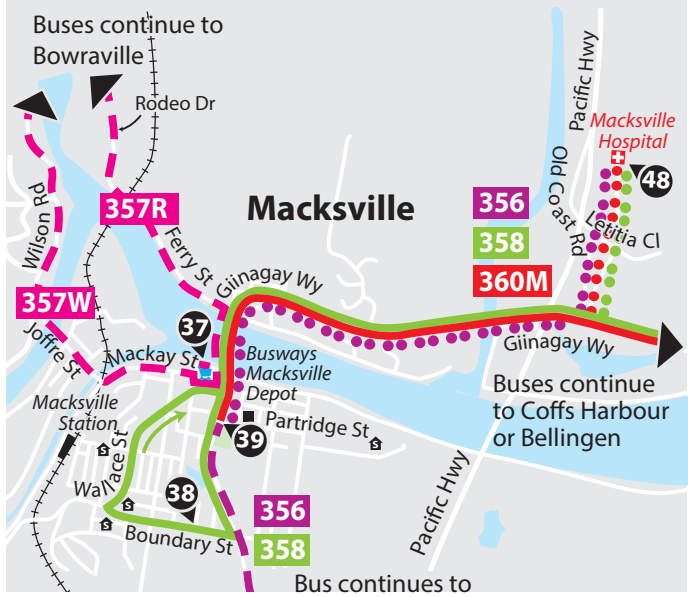 Buses continue to
Bowraville
Rodeo Dr
Pacific Hwy
Macksville
Hospital
48
Old Coast Rd
Letitia Cl
357R
Macksville
356
358
360M
Wilson Rd
Ferry St
Giinagay Wy
357W
37
Joffre St
Mackay St
Busways
Macksville
Depot
Giinagay Wy
Buses continue
to Coffs Harbour
or Bellingen
Macksville
Station
39
Partridge St
S
S
Wallace St
38
S
S
Boundary St
356
358
Pacific Hwy
Bus continues to